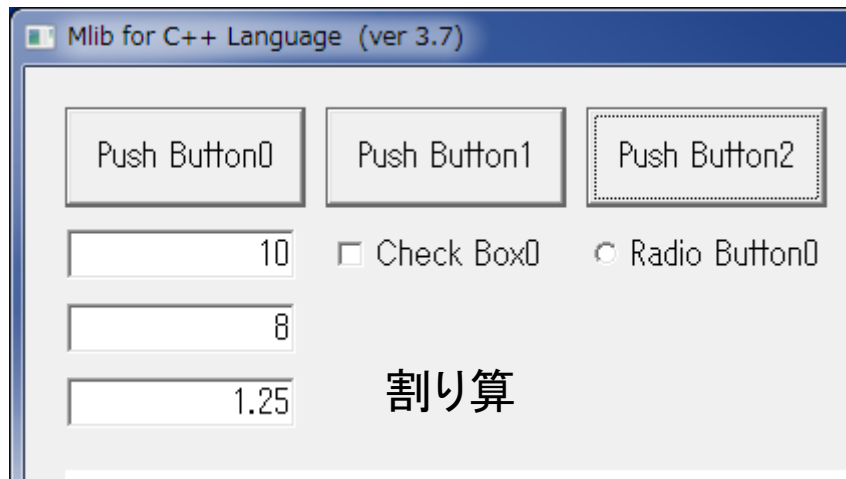 Mlib for C++ Language (ver 3.7)
Push Button0 Push Button1 Push Button2
10 Check Box0 Radio Button0
8
1.25 割り算